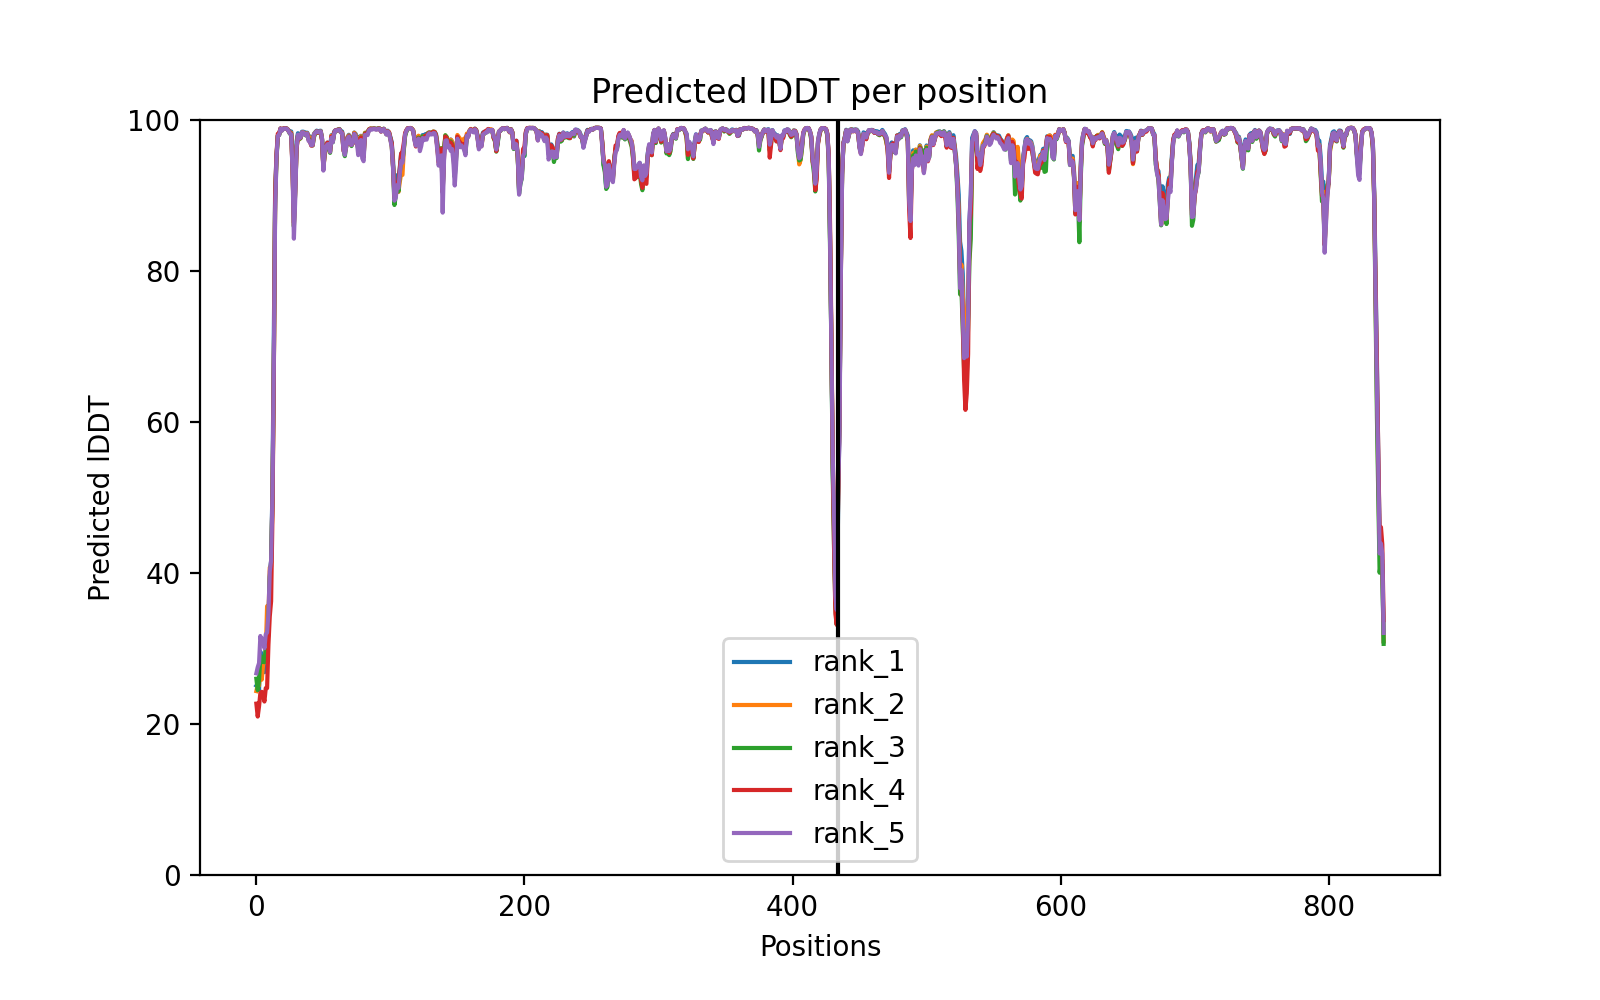 Predicted lDDT per position
100
80
60
40
20
0
Predicted lDDT
0 200 400 600 800
Positions
rank_1
rank_2
rank_3
rank_4
rank_5